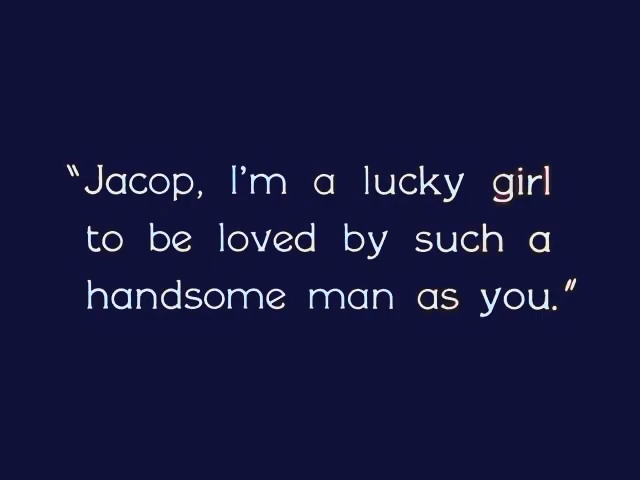 "Jacop, I'm a lucky girl
to be loved by such a
handsome man as you."